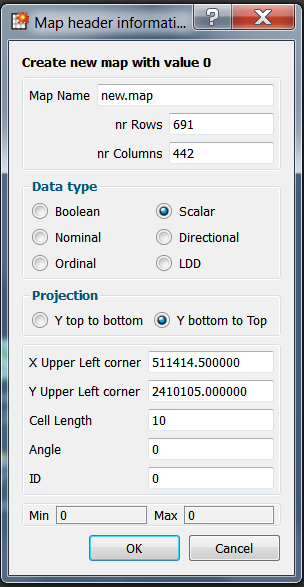 Map header informati...
Create new map with value 0
Map Name new.map
nr Rows 691
nr Columns 442
Data type
Boolean Scalar
Nominal Directional
Ordinal LDD
Projection
Y top to bottom Y bottom to Top
X Upper Left corner 511414.500000
Y Upper Left corner 2410105.000000
Cell Length 10
Angle 0
ID 0
Min 0 Max 0
OK Cancel